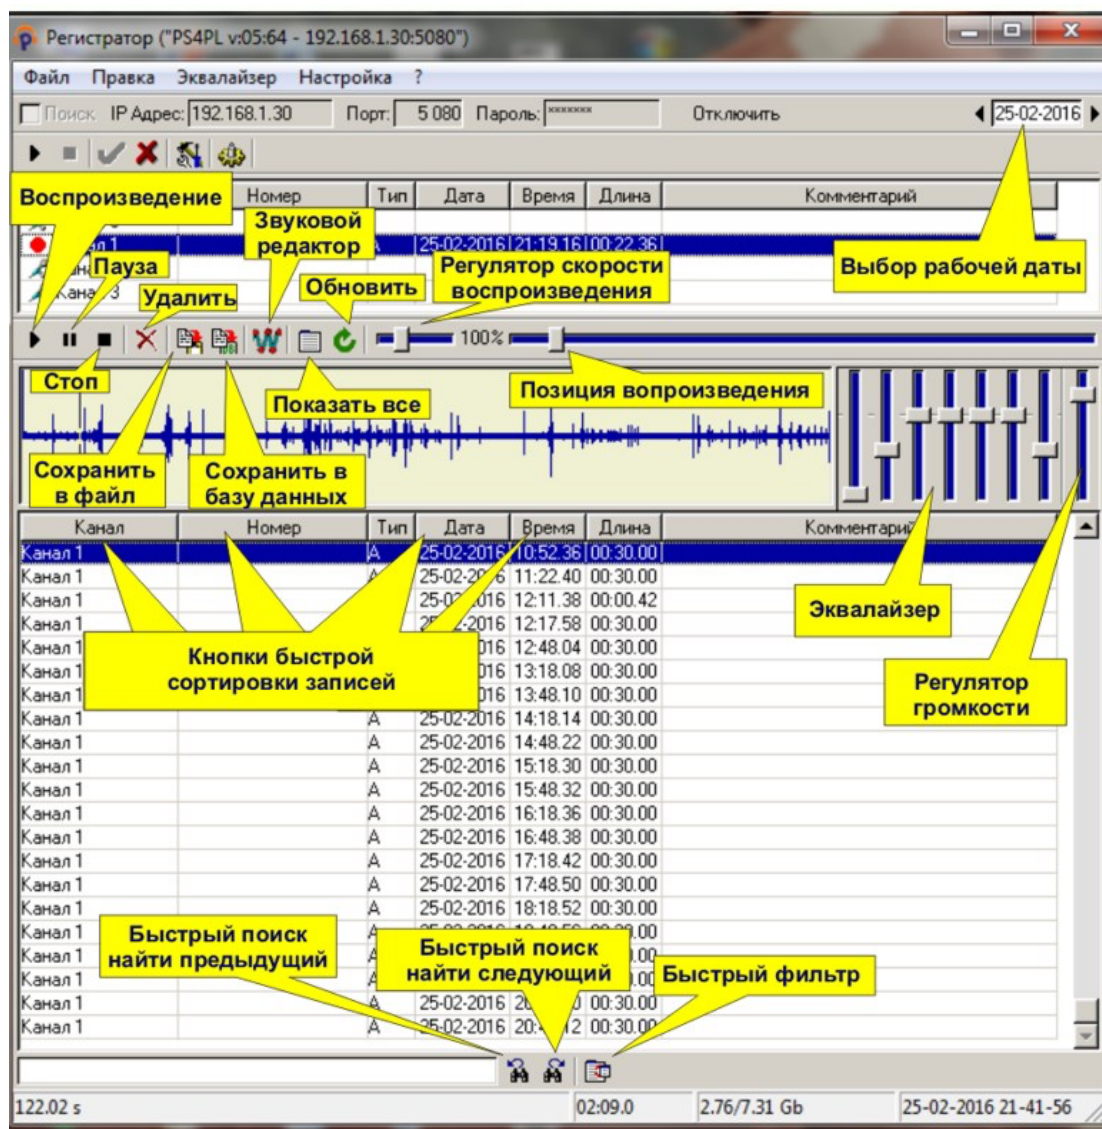 Регистратор ("PS4PL v:05:64 - 192.168.1.30:5080")
Файл Правка Эквалайзер Настройка ?
Поиск IP Адрес: 192.168.1.30 Порт: 5 080 Пароль: ******* Отключить 25-02-2016
Воспроизведение
Номер Тип Дата Время Длина Комментарий
Звуковой редактор
25-02-2016 21:19.16 00:22.36
Пауза
Удалить
Обновить
Регулятор скорости воспроизведения
Выбор рабочей даты
100%
Стоп
Показать все
Позиция вопроизведения
Сохранить в файл
Сохранить в базу данных
Канал Номер Тип Дата Время Длина Комментарий
Канал 1 A 25-02-2016 10:52.36 00:30.00
Канал 1 11:22.40 00:30.00
Канал 1 12:11.38 00:00.42
Канал 1 12:17.58 00:30.00
Канал 1 12:48.04 00:30.00
Канал 1 13:18.08 00:30.00
Канал 1 13:48.10 00:30.00
Канал 1 A 25-02-2016 14:18.14 00:30.00
Канал 1 A 25-02-2016 14:48.22 00:30.00
Канал 1 A 25-02-2016 15:18.30 00:30.00
Канал 1 A 25-02-2016 15:48.32 00:30.00
Канал 1 A 25-02-2016 16:18.36 00:30.00
Канал 1 A 25-02-2016 16:48.38 00:30.00
Канал 1 A 25-02-2016 17:18.42 00:30.00
Канал 1 A 25-02-2016 17:48.50 00:30.00
Канал 1 A 25-02-2016 18:18.52 00:30.00
Канал 1
Канал 1
Канал 1
Канал 1 A 25-02-2016 00:30.00
Канал 1 A 25-02-2016 00:30.00
Кнопки быстрой сортировки записей
Эквалайзер
Регулятор громкости
Быстрый поиск найти предыдущий
Быстрый поиск найти следующий
Быстрый фильтр
122.02 s 02:09.0 2.76/7.31 Gb 25-02-2016 21-41-56